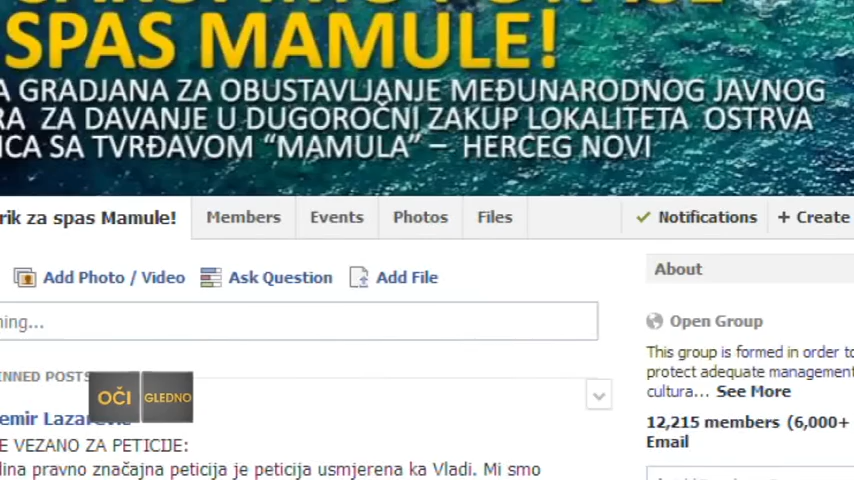 SPAS MAMULE!
A GRADJANA ZA OBUSTAVLJANJE MEĐUNARODNOG JAVNOG
RA ZA DAVANJE U DUGOROČNI ZAKUP LOKALITETA OSTRVA
ICA SA TVRĐAVOM “MAMULA” – HERCEG NOVI
rik za spas Mamule!
Members
Events
Photos
Files
Notifications
+ Create
Add Photo / Video
Ask Question
Add File
About
ning...
Open Group
This group is formed in order to
protect adequate management
cultura... See More
12,215 members (6,000+
Email
INNED POSTS
OČI GLEDNO
E VEZANO ZA PETICIJE:
lina pravno značajna peticija je peticija usmjerena ka Vladi. Mi smo